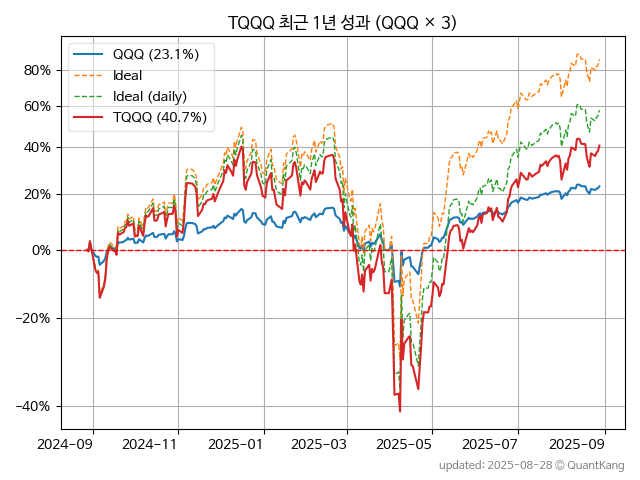 TQQQ 최근 1년 성과 (QQQ × 3)
QQQ (23.1%)
Ideal
Ideal (daily)
TQQQ (40.7%)
80%
60%
40%
20%
0%
−20%
−40%
2024-09 2024-11 2025-01 2025-03 2025-05 2025-07 2025-09
updated: 2025-08-28 © QuantKang